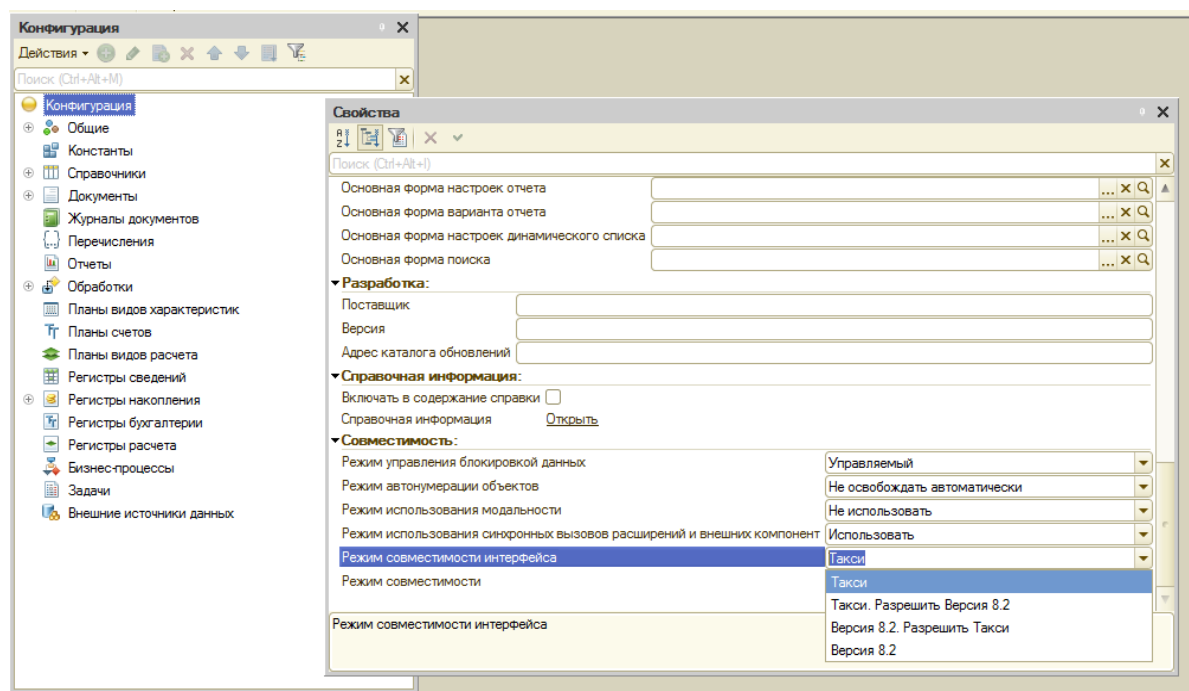 Конфигурация
Действия
Поиск (Ctrl+Alt+M)
Конфигурация
Общие
Константы
Справочники
Документы
Журналы документов
Перечисления
Отчеты
Обработки
Планы видов характеристик
Планы счетов
Планы видов расчета
Регистры сведений
Регистры накопления
Регистры бухгалтерии
Регистры расчета
Бизнес-процессы
Задачи
Внешние источники данных
Свойства
Поиск (Ctrl+Alt+I)
Основная форма настроек отчета
Основная форма варианта отчета
Основная форма настроек динамического списка
Основная форма поиска
Разработка:
Поставщик
Версия
Адрес каталога обновлений
Справочная информация:
Включать в содержание справки
Справочная информация Открыть
Совместимость:
Режим управления блокировкой данных Управляемый
Режим автонумерации объектов Не освобождать автоматически
Режим использования модальности Не использовать
Режим использования синхронных вызовов расширений и внешних компонент Использовать
Режим совместимости интерфейса Такси
Режим совместимости
Такси
Такси. Разрешить Версия 8.2
Версия 8.2. Разрешить Такси
Версия 8.2
Режим совместимости интерфейса